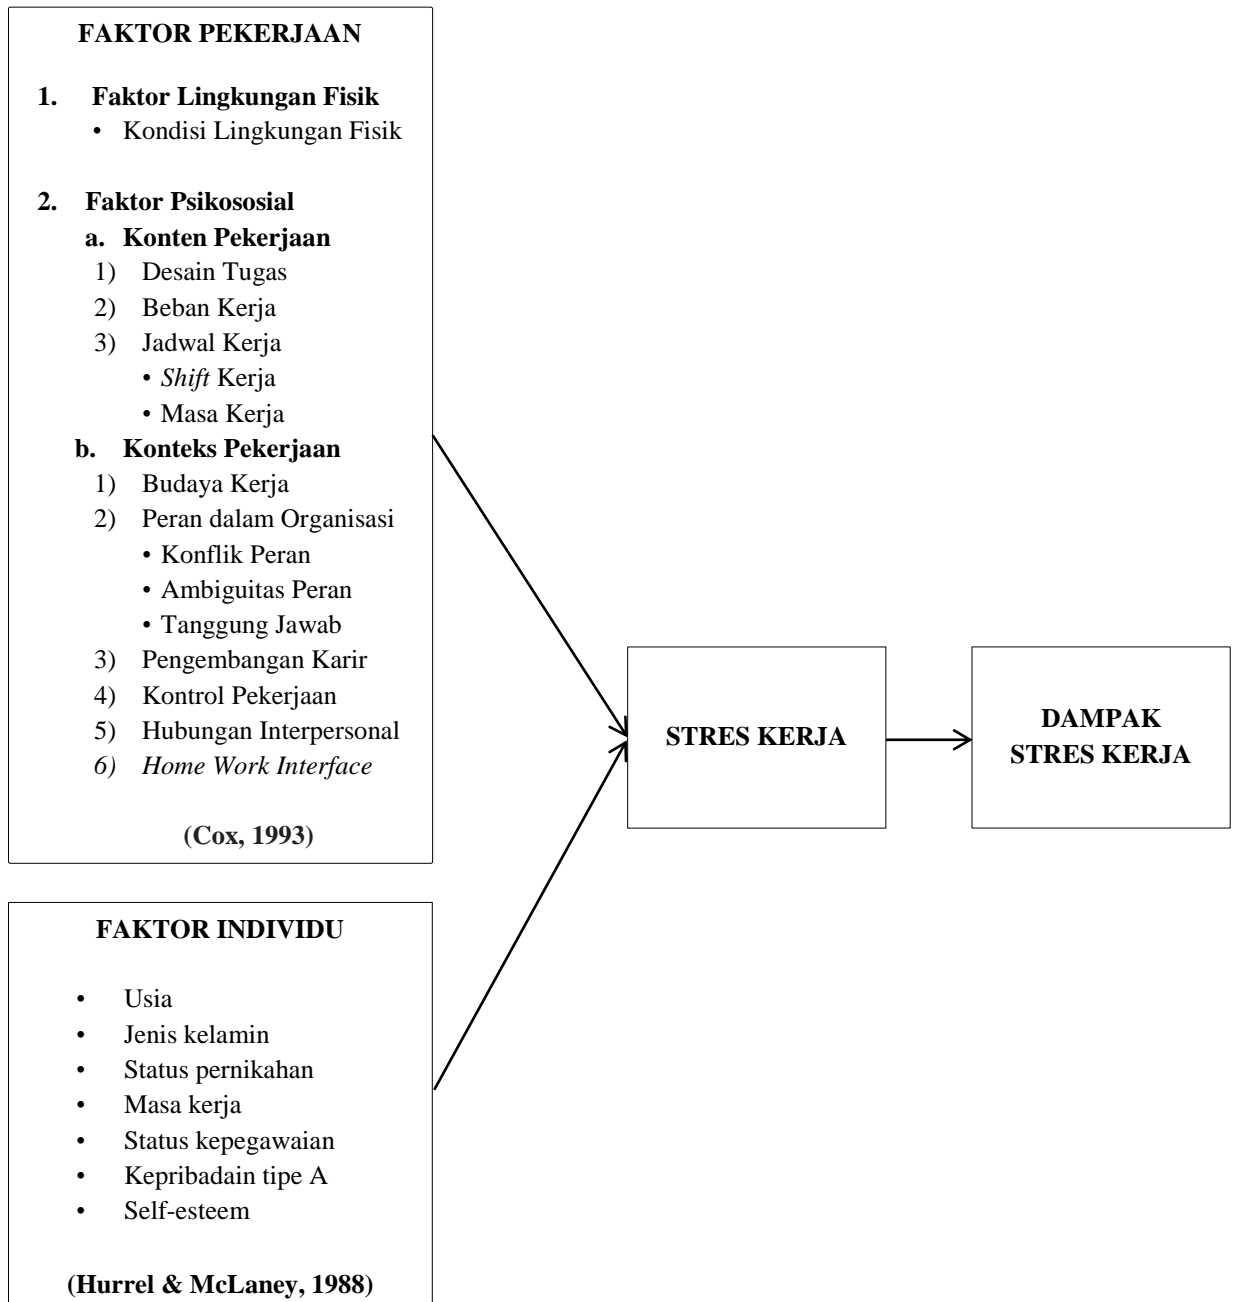 FAKTOR PEKERJAAN
1. Faktor Lingkungan Fisik
• Kondisi Lingkungan Fisik
2. Faktor Psikososial
a. Konten Pekerjaan
1) Desain Tugas
2) Beban Kerja
3) Jadwal Kerja
• Shift Kerja
• Masa Kerja
b. Konteks Pekerjaan
1) Budaya Kerja
2) Peran dalam Organisasi
• Konflik Peran
• Ambiguitas Peran
• Tanggung Jawab
3) Pengembangan Karir
4) Kontrol Pekerjaan
5) Hubungan Interpersonal
6) Home Work Interface
(Cox, 1993)
FAKTOR INDIVIDU
• Usia
• Jenis kelamin
• Status pernikahan
• Masa kerja
• Status kepegawaian
• Kepribadain tipe A
• Self-esteem
(Hurrel & McLaney, 1988)
STRES KERJA
DAMPAK
STRES KERJA